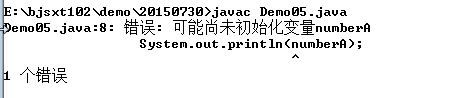 E:\bjsxt102\demo\20150730>javac Demo05.java
Demo05.java:8: 错误: 可能尚未初始化变量numberA
System.out.println(numberA);
^
1 个错误